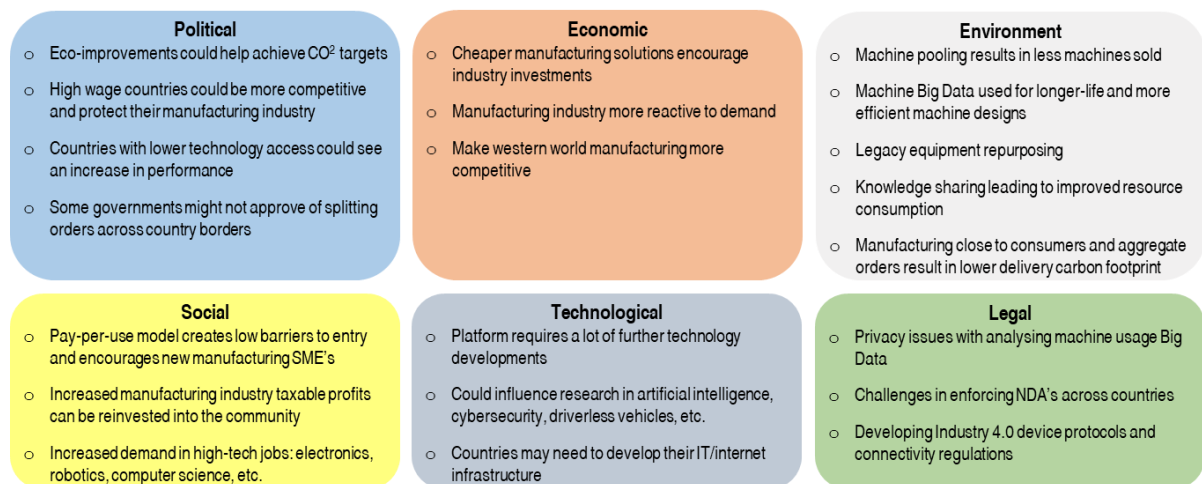 Political
o Eco-improvements could help achieve CO² targets
o High wage countries could be more competitive
and protect their manufacturing industry
o Countries with lower technology access could see
an increase in performance
o Some governments might not approve of splitting
orders across country borders
Economic
o Cheaper manufacturing solutions encourage
industry investments
o Manufacturing industry more reactive to demand
o Make western world manufacturing more
competitive
Environment
o Machine pooling results in less machines sold
o Machine Big Data used for longer-life and more
efficient machine designs
o Legacy equipment repurposing
o Knowledge sharing leading to improved resource
consumption
o Manufacturing close to consumers and aggregate
orders result in lower delivery carbon footprint
Social
o Pay-per-use model creates low barriers to entry
and encourages new manufacturing SME's
o Increased manufacturing industry taxable profits
can be reinvested into the community
o Increased demand in high-tech jobs: electronics,
robotics, computer science, etc.
Technological
o Platform requires a lot of further technology
developments
o Could influence research in artificial intelligence,
cybersecurity, driverless vehicles, etc.
o Countries may need to develop their IT/internet
infrastructure
Legal
o Privacy issues with analysing machine usage Big
Data
o Challenges in enforcing NDA's across countries
o Developing Industry 4.0 device protocols and
connectivity regulations